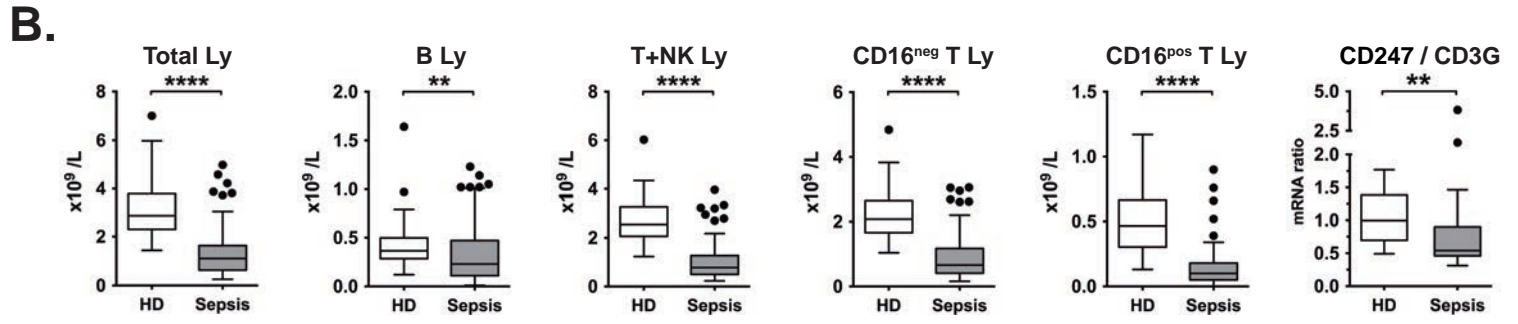 B.
Total Ly
****
x10⁹ /L
8
6
4
2
0
HD Sepsis
B Ly
**
x10⁹ /L
2.0
1.5
1.0
0.5
0.0
HD Sepsis
T+NK Ly
****
x10⁹ /L
8
6
4
2
0
HD Sepsis
CD16ⁿᵉᵍ T Ly
****
x10⁹ /L
6
4
2
0
HD Sepsis
CD16ᵖᵒˢ T Ly
****
x10⁹ /L
1.5
1.0
0.5
0.0
HD Sepsis
CD247 / CD3G
**
mRNA ratio
5.0
2.5
2.0
1.5
1.0
0.5
0.0
HD Sepsis